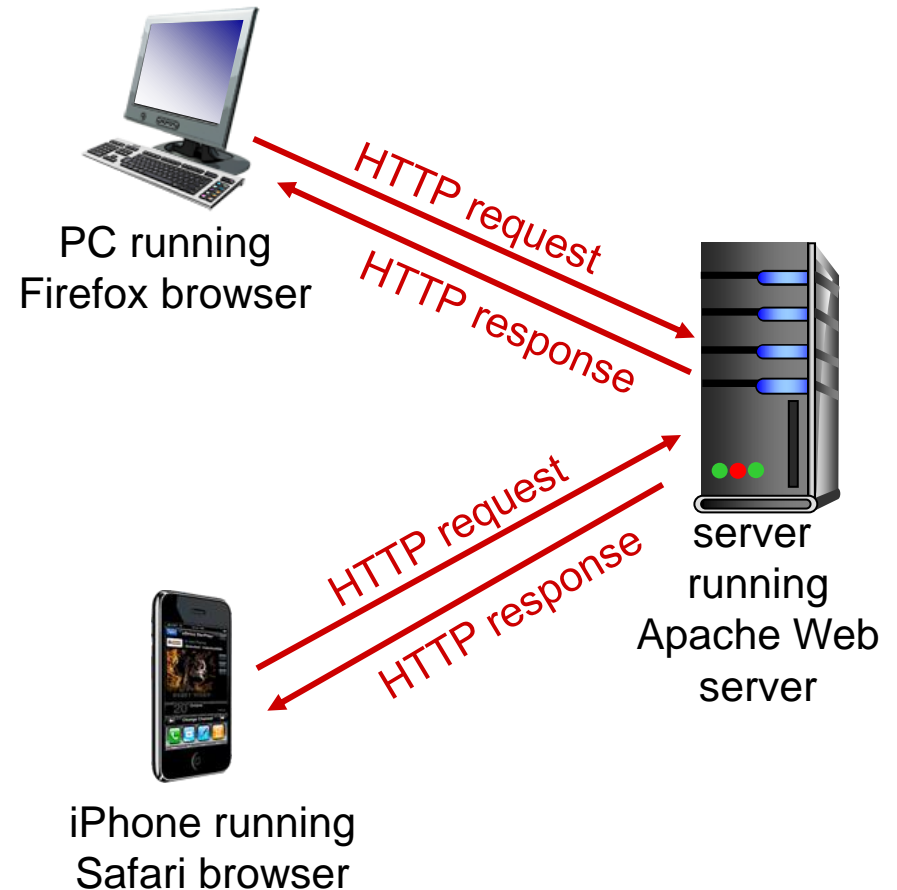 HTTP request
HTTP response
PC running
Firefox browser
HTTP request
HTTP response
server
running
Apache Web
server
iPhone running
Safari browser